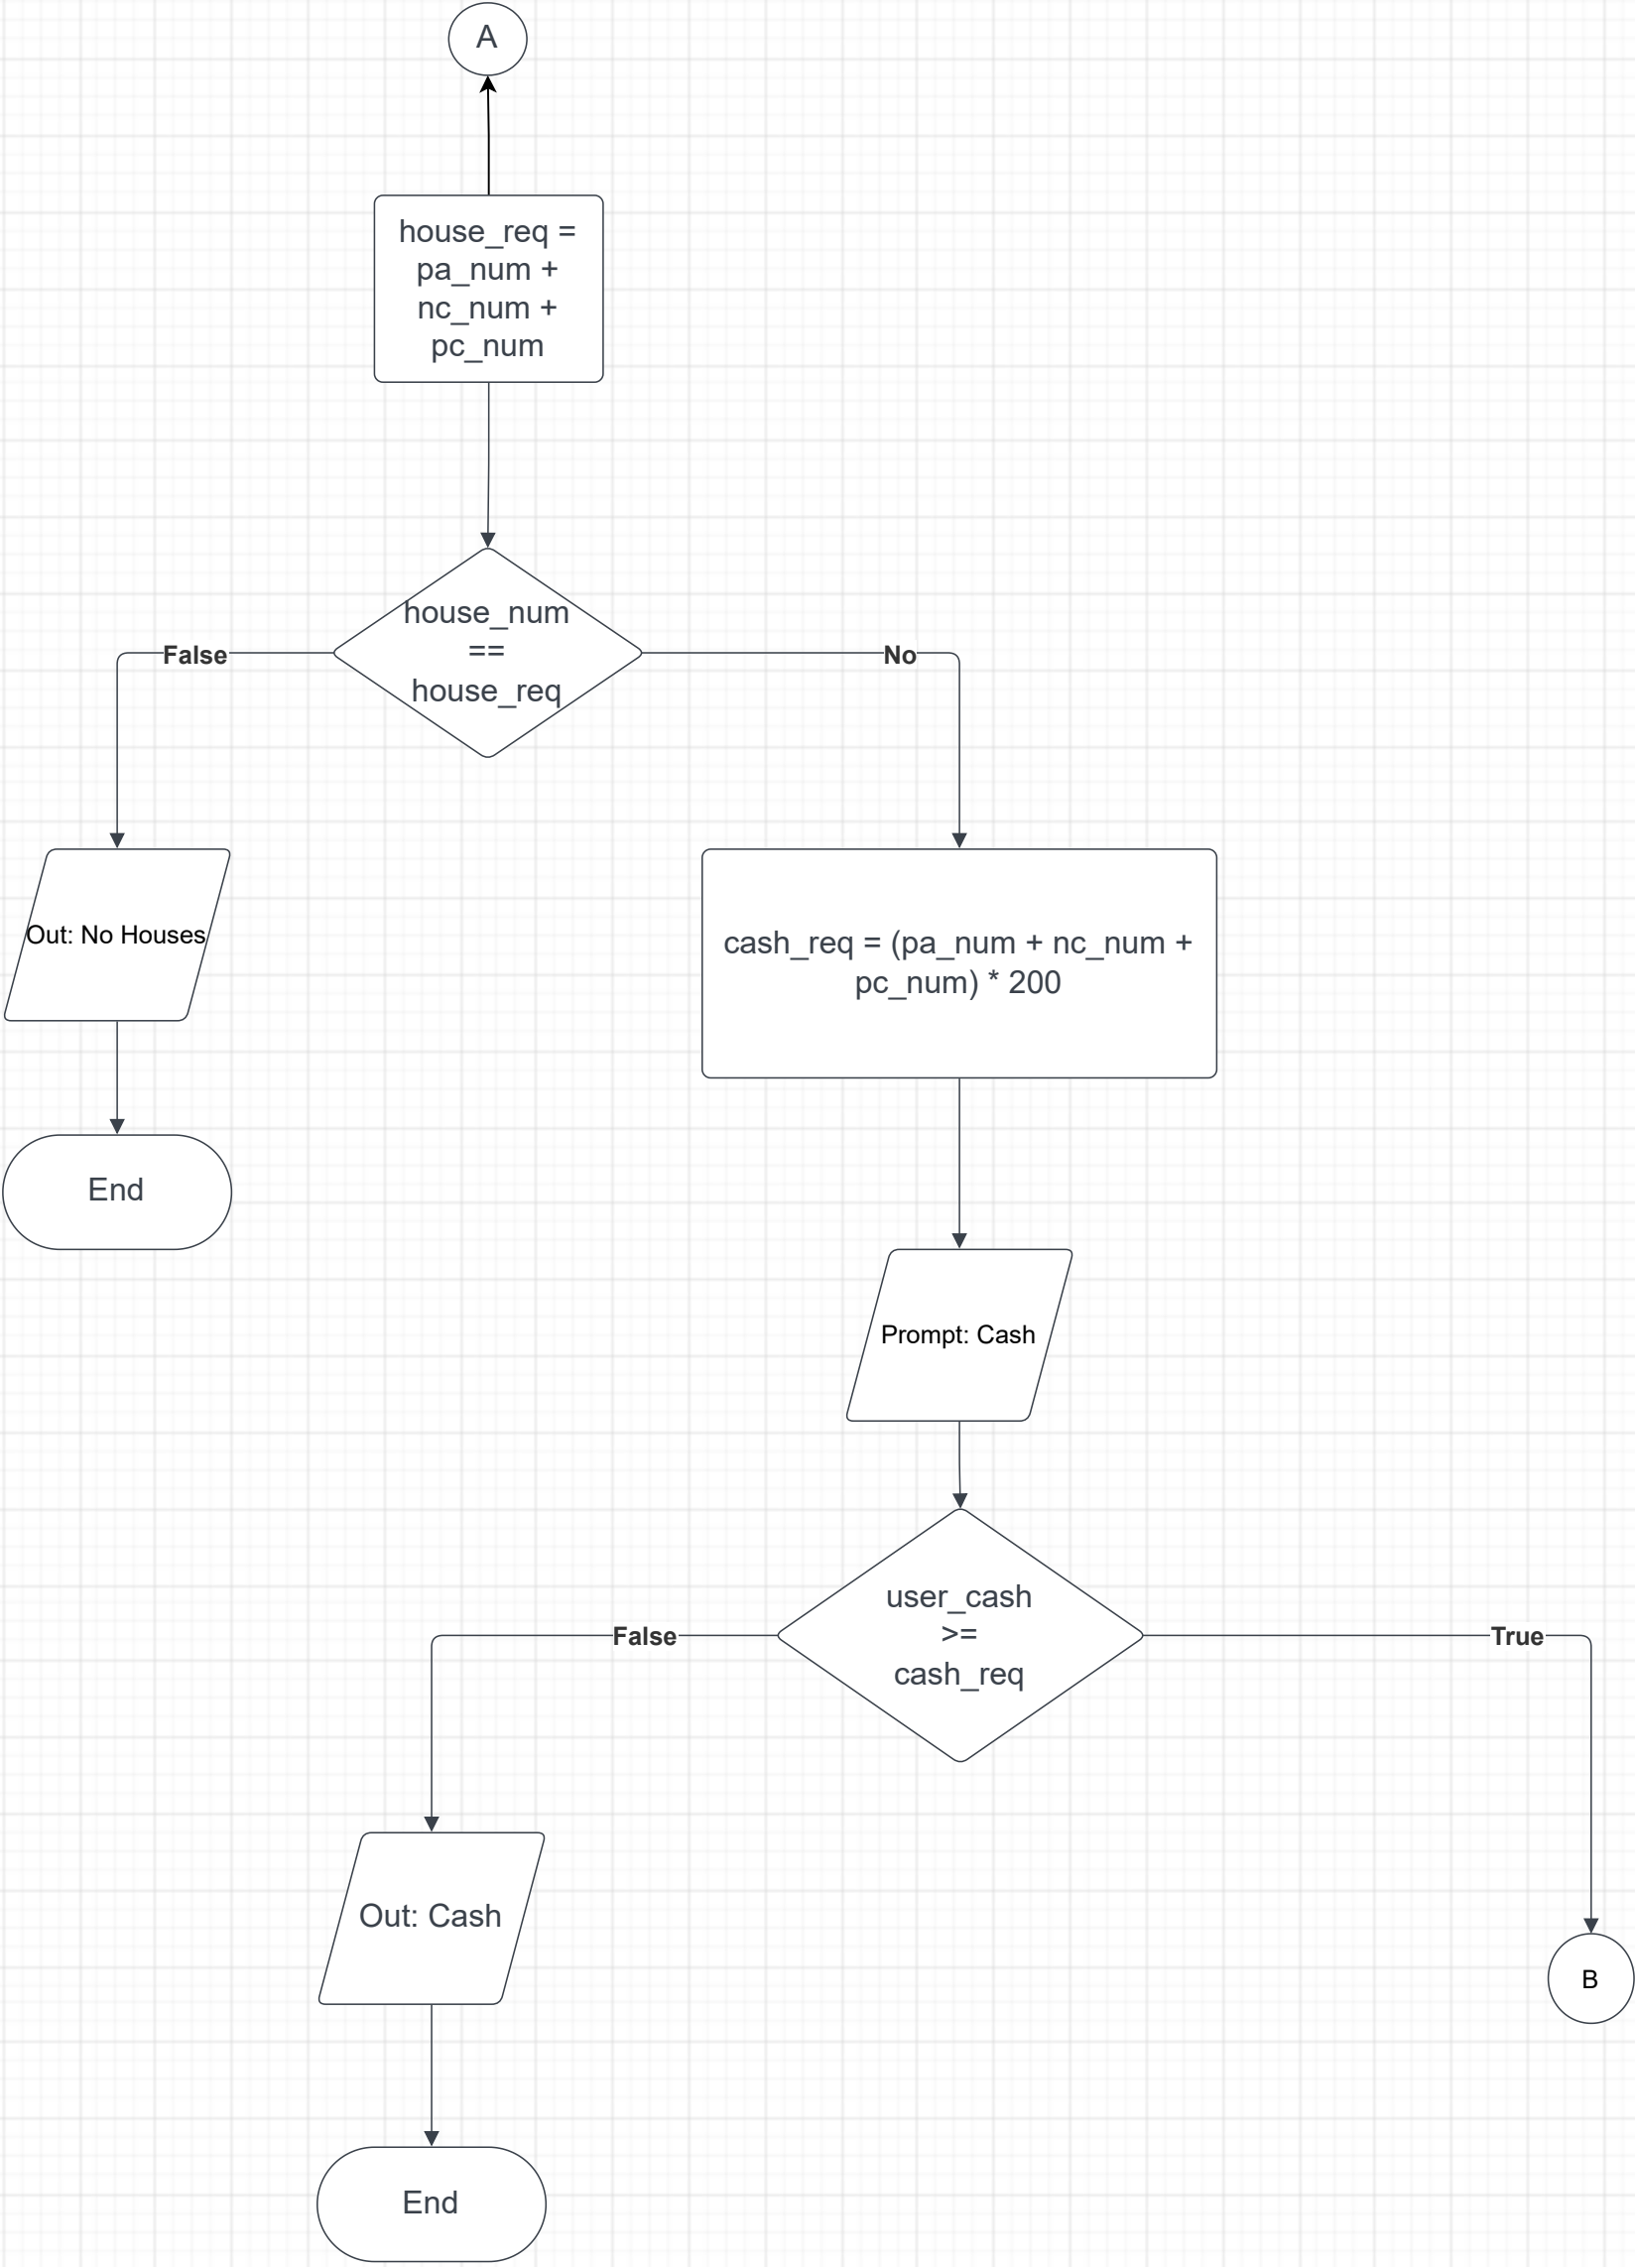 A
house_req =
pa_num +
nc_num +
pc_num
house_num
==
house_req
False
No
Out: No Houses
cash_req = (pa_num + nc_num +
pc_num) * 200
End
Prompt: Cash
user_cash
>=
cash_req
False
True
Out: Cash
B
End